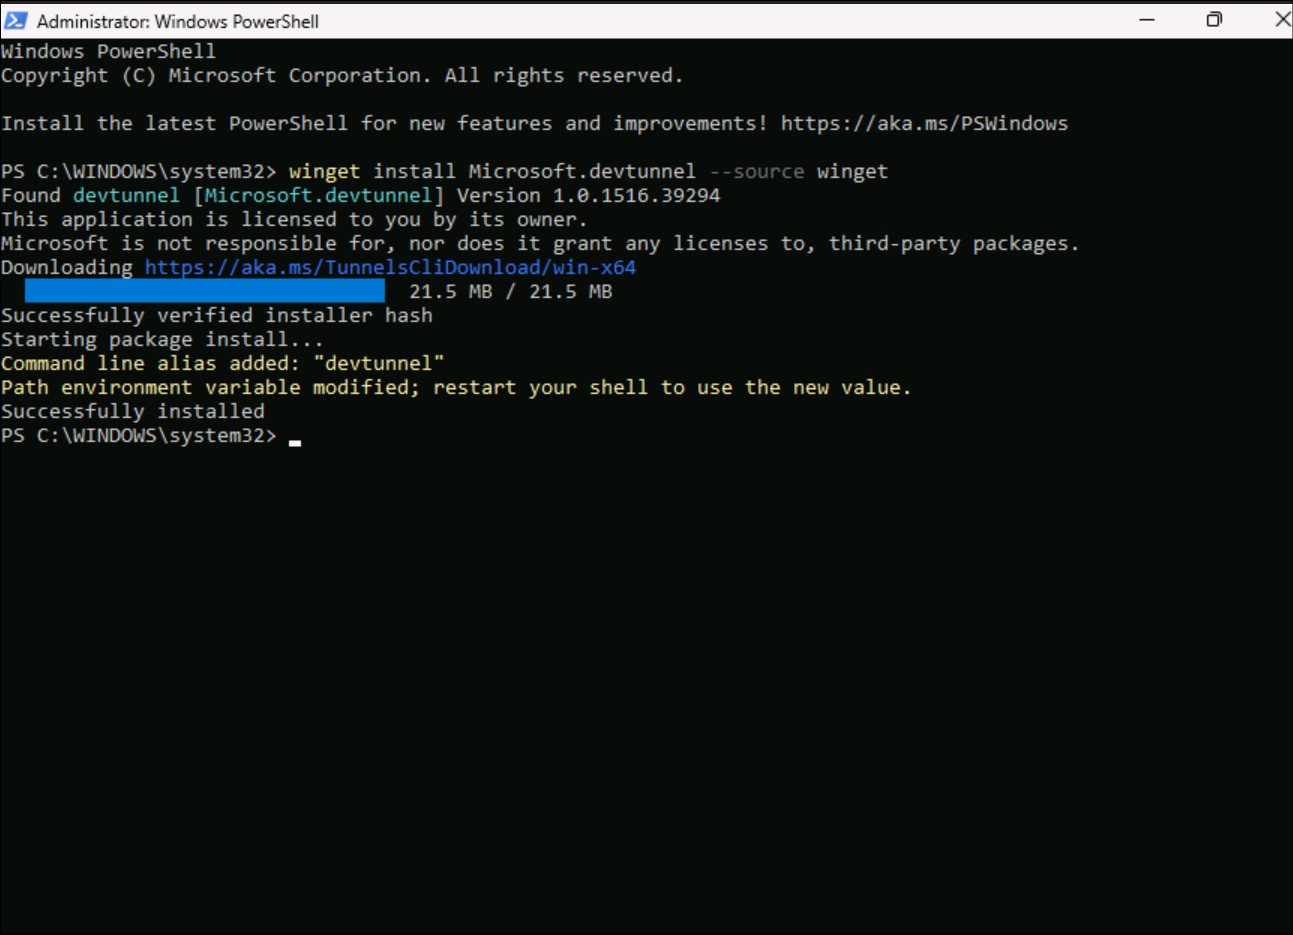 Administrator: Windows PowerShell
Windows PowerShell
Copyright (C) Microsoft Corporation. All rights reserved.
Install the latest PowerShell for new features and improvements! https://aka.ms/PSWindows
PS C:\WINDOWS\system32> winget install Microsoft.devtunnel --source winget
Found devtunnel [Microsoft.devtunnel] Version 1.0.1516.39294
This application is licensed to you by its owner.
Microsoft is not responsible for, nor does it grant any licenses to, third-party packages.
Downloading https://aka.ms/TunnelsCliDownload/win-x64
21.5 MB / 21.5 MB
Successfully verified installer hash
Starting package install...
Command line alias added: "devtunnel"
Path environment variable modified; restart your shell to use the new value.
Successfully installed
PS C:\WINDOWS\system32>